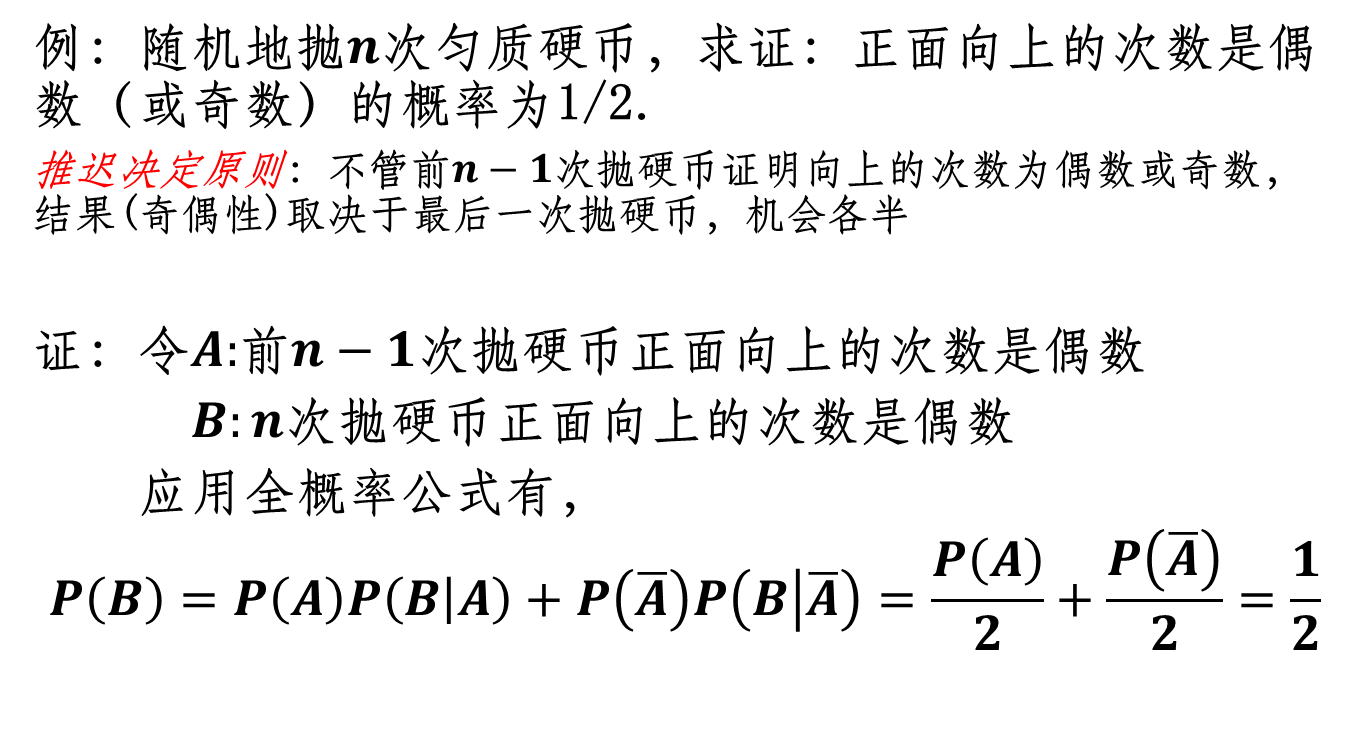 例：随机地抛n次匀质硬币，求证：正面向上的次数是偶
数（或奇数）的概率为1/2.
推迟决定原则：不管前n − 1次抛硬币证明向上的次数为偶数或奇数，
结果(奇偶性)取决于最后一次抛硬币，机会各半
证：令A:前n − 1次抛硬币正面向上的次数是偶数
B:n次抛硬币正面向上的次数是偶数
应用全概率公式有，
P(B) = P(A)P(B|A) + P(A̅)P(B|A̅) = P(A)/2 + P(A̅)/2 = 1/2